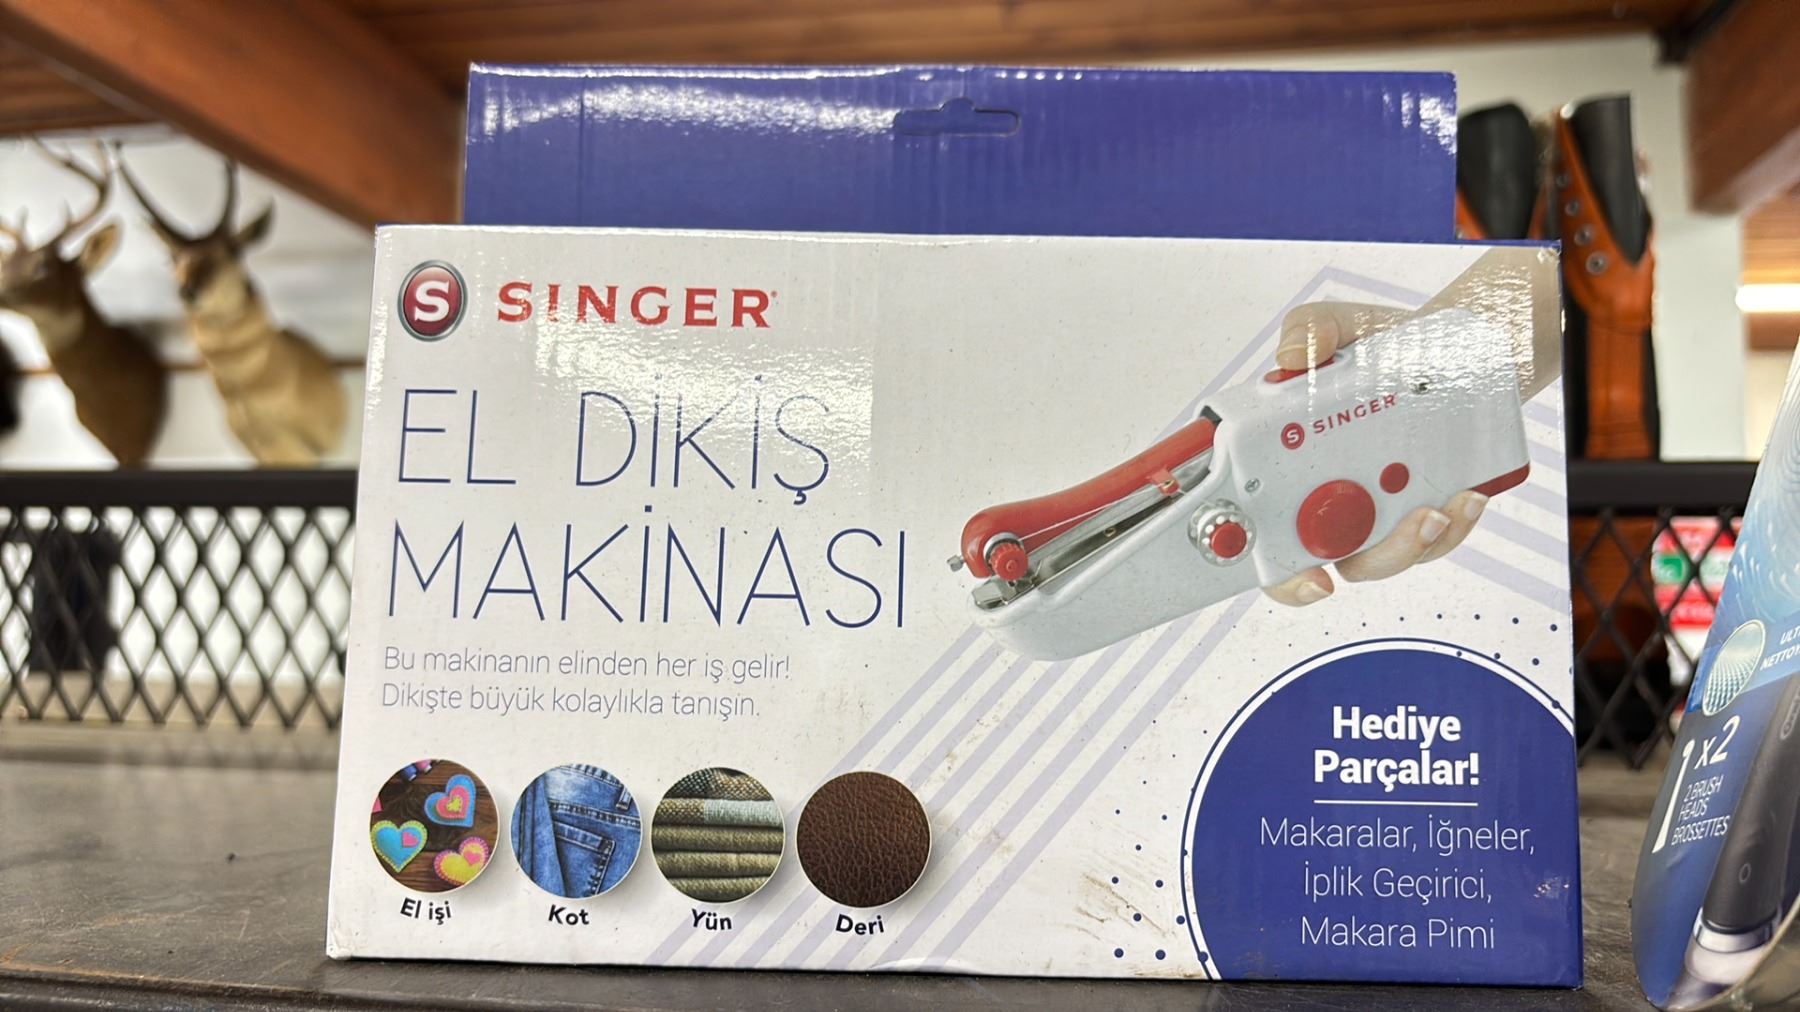 S SINGER
EL DİKİŞ
MAKİNASI
Bu makinanın elinden her iş gelir!
Dikişte büyük kolaylıkla tanışın.
El işi
Kot
Yün
Deri
S SINGER
Hediye
Parçalar!
Makaralar, İğneler,
İplik Geçirici,
Makara Pimi
1x2
2 BRUSH
HEADS
BROSSETTES